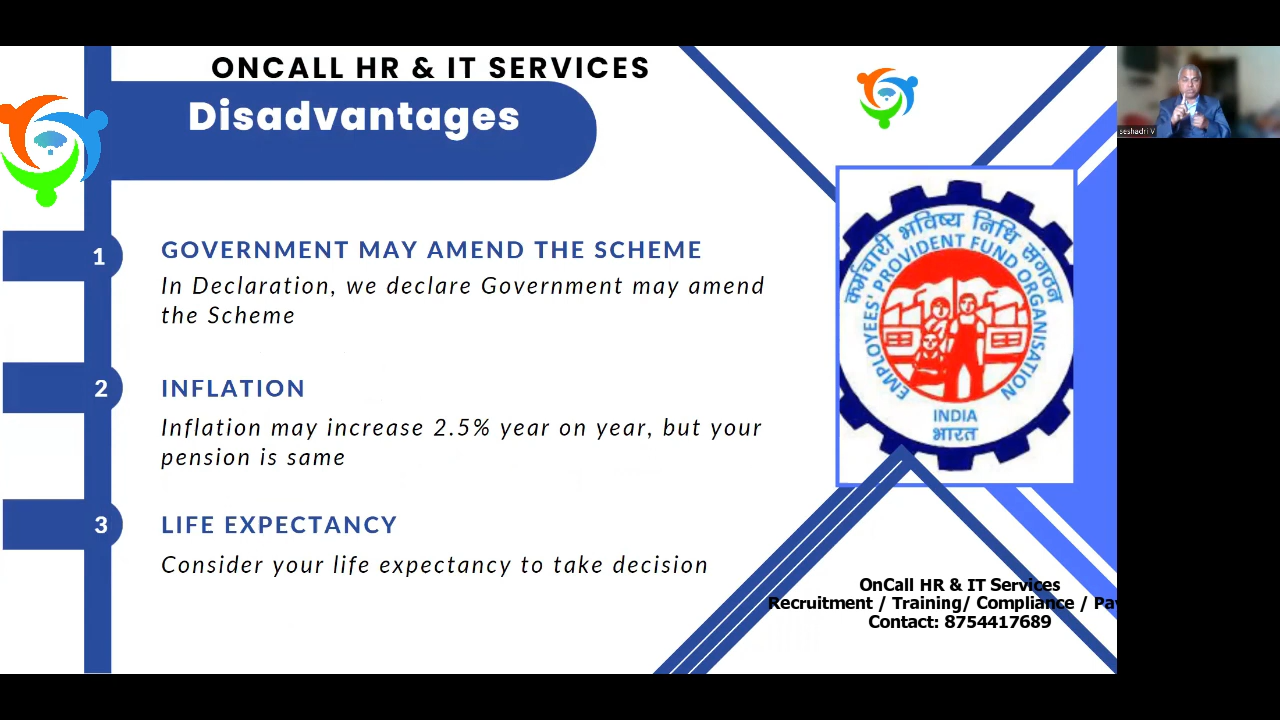 ONCALL HR & IT SERVICES
Disadvantages
seshadri V
1
GOVERNMENT MAY AMEND THE SCHEME
In Declaration, we declare Government may amend
the Scheme
2
INFLATION
Inflation may increase 2.5% year on year, but your
pension is same
3
LIFE EXPECTANCY
Consider your life expectancy to take decision
कर्मचारी भविष्य निधि संगठन
EMPLOYEES' PROVIDENT FUND ORGANISATION
INDIA
भारत
OnCall HR & IT Services
Recruitment / Training/ Compliance / Pay
Contact: 8754417689